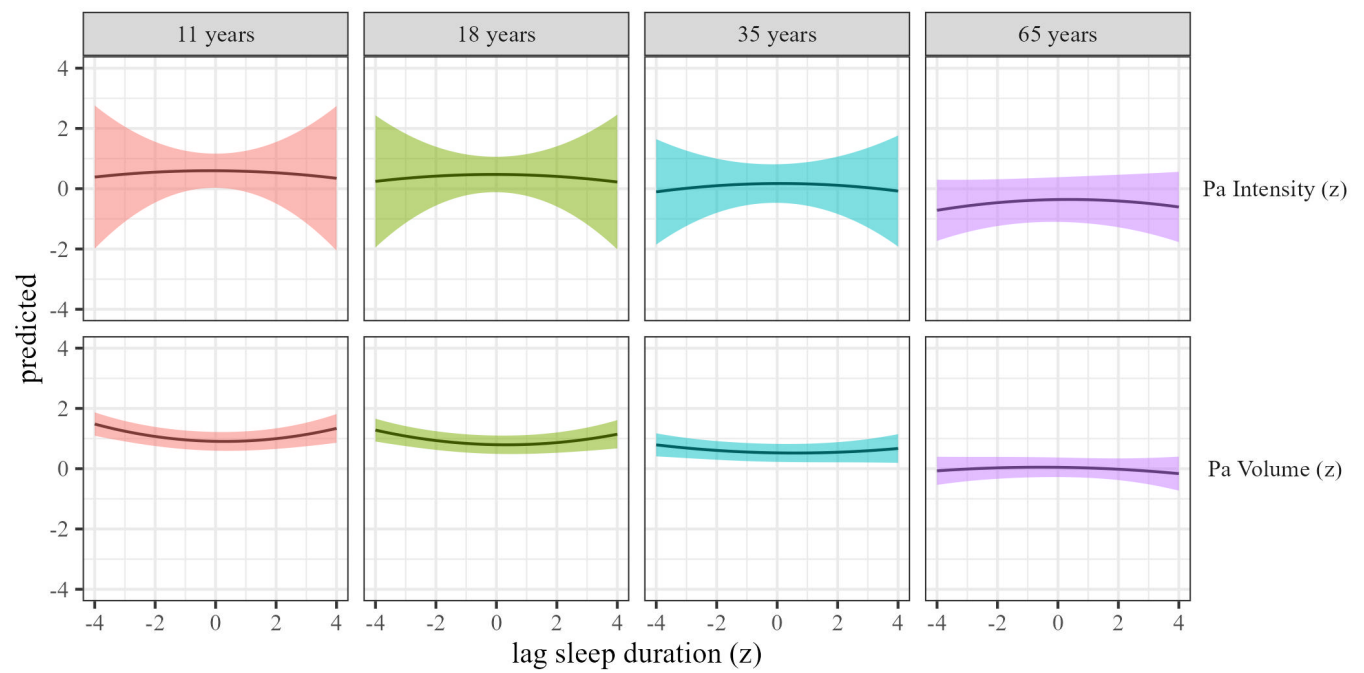 11 years 18 years 35 years 65 years
4
2
0
-2
-4
Pa Intensity (z)
predicted
4
2
0
-2
-4
Pa Volume (z)
-4 -2 0 2 4 -4 -2 0 2 4 -4 -2 0 2 4 -4 -2 0 2 4
lag sleep duration (z)